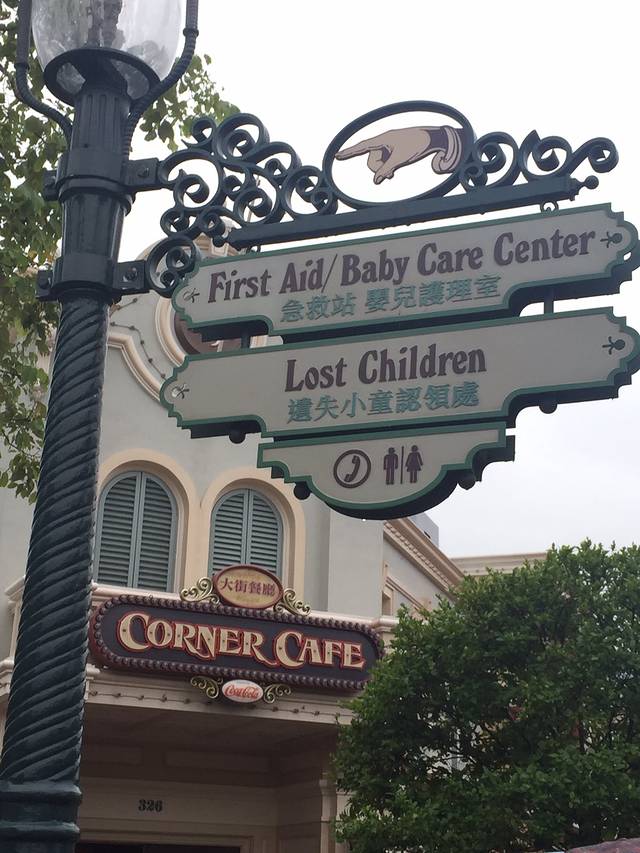 First Aid/Baby Care Center
急救站 嬰兒護理室
Lost Children
遺失小童認領處
大街餐廳
CORNER CAFE
Coca-Cola
326